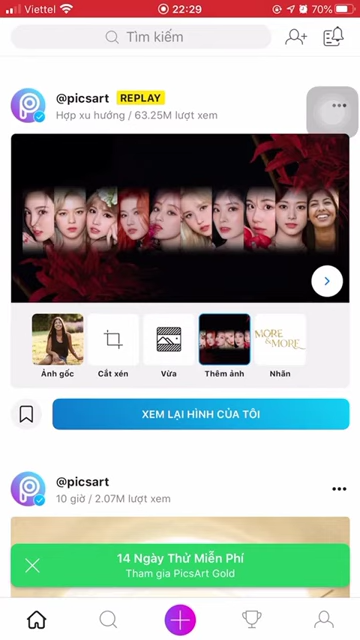 Viettel 22:29 70%
Tìm kiếm
@picsart REPLAY
Hợp xu hướng / 63.25M lượt xem
MORE
& MORE
Ảnh gốc Cắt xén Vừa Thêm ảnh Nhãn
XEM LẠI HÌNH CỦA TÔI
@picsart
10 giờ / 2.07M lượt xem
14 Ngày Thử Miễn Phí
Tham gia PicsArt Gold